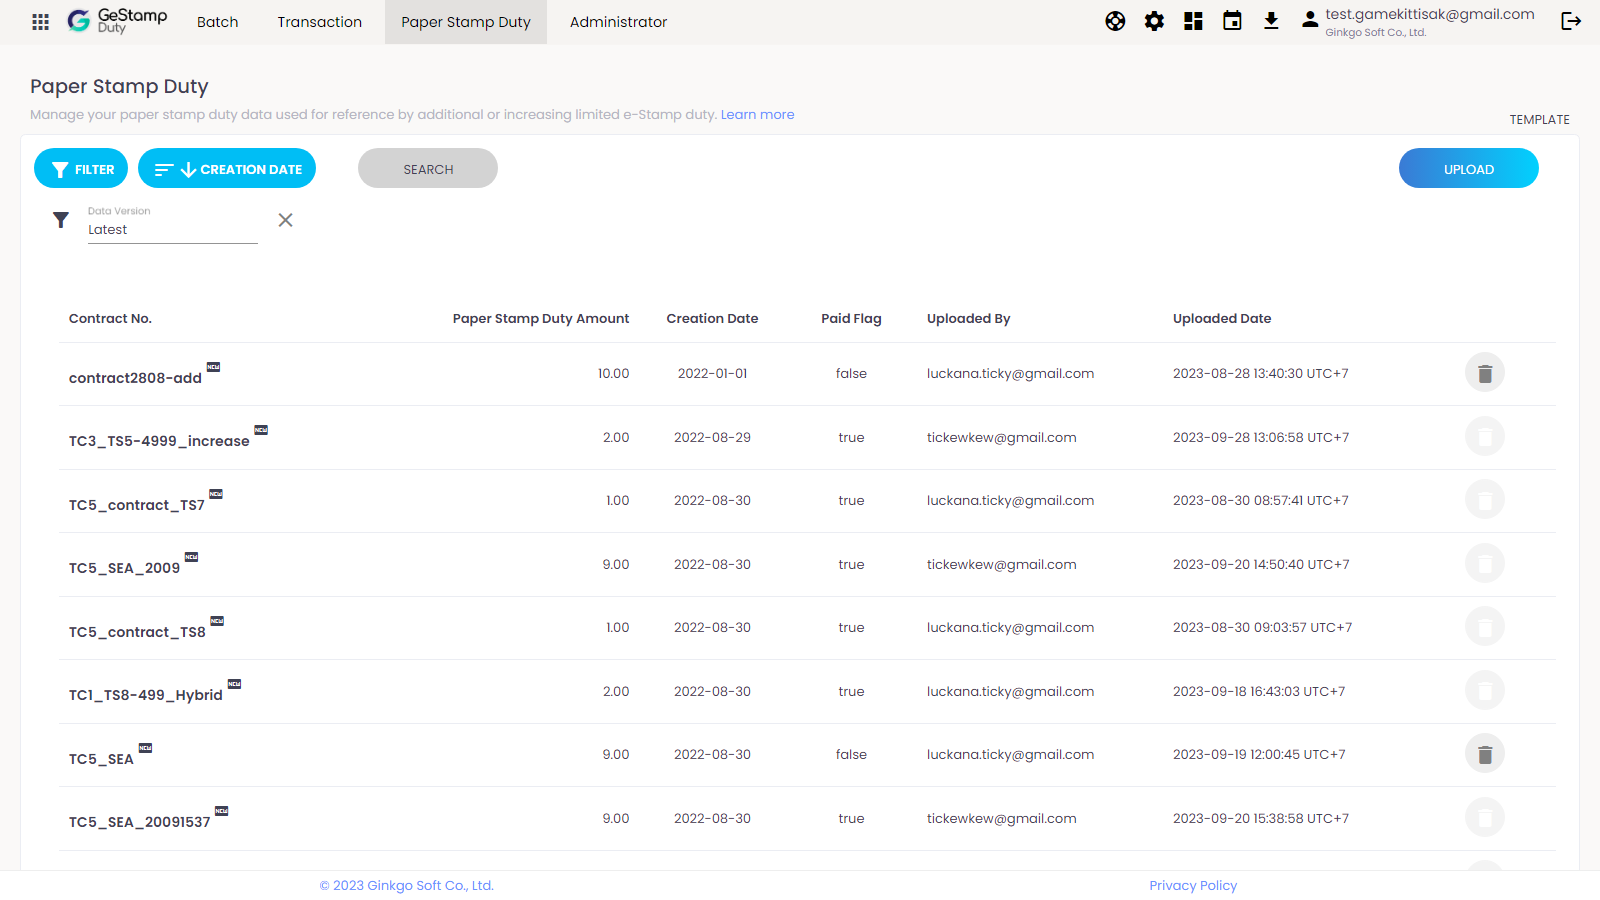 GeStamp
Duty
Batch
Transaction
Paper Stamp Duty
Administrator
test.gamekittisak@gmail.com
Ginkgo Soft Co., Ltd.
Paper Stamp Duty
Manage your paper stamp duty data used for reference by additional or increasing limited e-Stamp duty. Learn more
TEMPLATE
FILTER
CREATION DATE
SEARCH
UPLOAD
Data Version
Latest
Contract No. Paper Stamp Duty Amount Creation Date Paid Flag Uploaded By Uploaded Date
contract2808-add NEW 10.00 2022-01-01 false luckana.ticky@gmail.com 2023-08-28 13:40:30 UTC+7
TC3_TS5-4999_increase NEW 2.00 2022-08-29 true tickewkew@gmail.com 2023-09-28 13:06:58 UTC+7
TC5_contract_TS7 NEW 1.00 2022-08-30 true luckana.ticky@gmail.com 2023-08-30 08:57:41 UTC+7
TC5_SEA_2009 NEW 9.00 2022-08-30 true tickewkew@gmail.com 2023-09-20 14:50:40 UTC+7
TC5_contract_TS8 NEW 1.00 2022-08-30 true luckana.ticky@gmail.com 2023-08-30 09:03:57 UTC+7
TC1_TS8-499_Hybrid NEW 2.00 2022-08-30 true luckana.ticky@gmail.com 2023-09-18 16:43:03 UTC+7
TC5_SEA NEW 9.00 2022-08-30 false luckana.ticky@gmail.com 2023-09-19 12:00:45 UTC+7
TC5_SEA_20091537 NEW 9.00 2022-08-30 true tickewkew@gmail.com 2023-09-20 15:38:58 UTC+7
© 2023 Ginkgo Soft Co., Ltd.
Privacy Policy